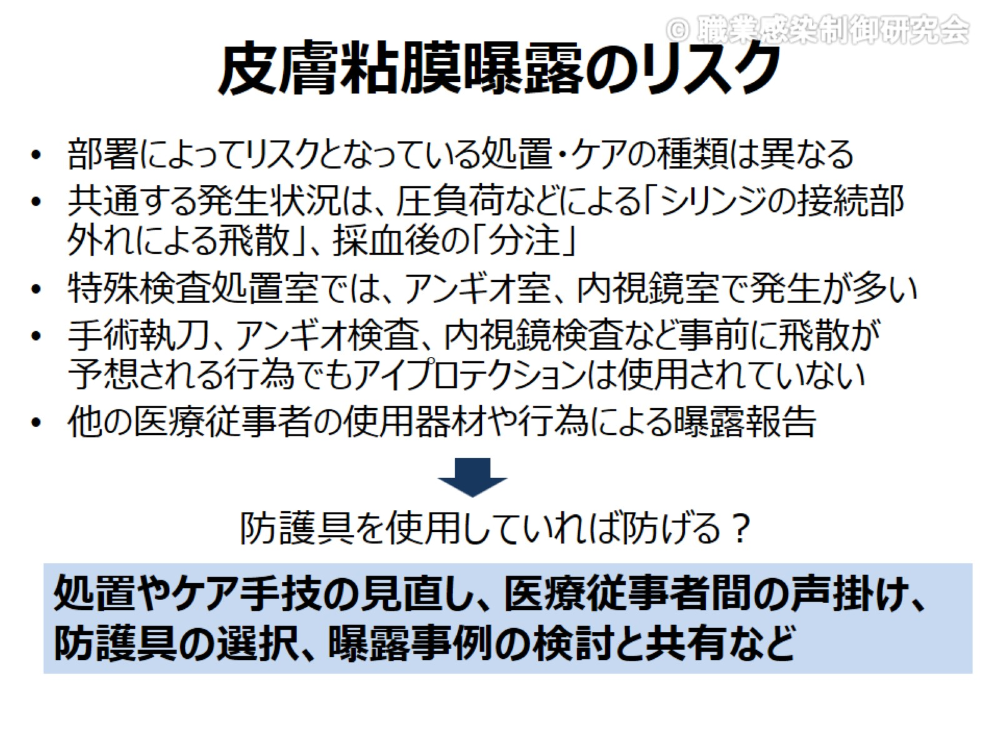 © 職業感染制御研究会
皮膚粘膜曝露のリスク
• 部署によってリスクとなっている処置・ケアの種類は異なる
• 共通する発生状況は、圧負荷などによる「シリンジの接続部
外れによる飛散」、採血後の「分注」
• 特殊検査処置室では、アンギオ室、内視鏡室で発生が多い
• 手術執刀、アンギオ検査、内視鏡検査など事前に飛散が
予想される行為でもアイプロテクションは使用されていない
• 他の医療従事者の使用器材や行為による曝露報告
防護具を使用していれば防げる？
処置やケア手技の見直し、医療従事者間の声掛け、
防護具の選択、曝露事例の検討と共有など